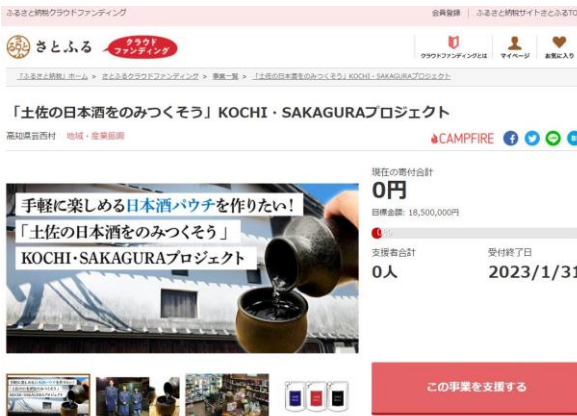 ふるさと納税クラウドファンディング
会員登録 | ふるさと納税サイトさとふるTO
さとふる クラウドファンディング
クラウドファンディングとは マイページ お気に入り
「ふるさと納税」ホーム > さとふるクラウドファンディング > 事業一覧 > 「土佐の日本酒をのみつくそう」KOCHI・SAKAGURAプロジェクト
「土佐の日本酒をのみつくそう」KOCHI・SAKAGURAプロジェクト
高知県芸西村 地域・産業振興
CAMPFIRE
手軽に楽しめる日本酒パウチを作りたい!
「土佐の日本酒をのみつくそう」
KOCHI・SAKAGURAプロジェクト
現在の寄付合計
0円
目標金額: 18,500,000円
0%
支援者合計 受付終了日
0人 2023/1/31
この事業を支援する